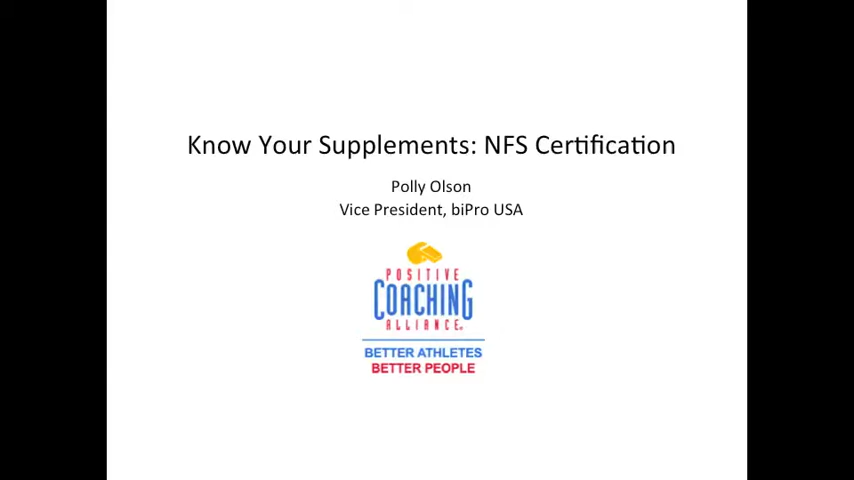 Know Your Supplements: NFS Certification
Polly Olson
Vice President, biPro USA
POSITIVE
COACHING
ALLIANCE
BETTER ATHLETES
BETTER PEOPLE